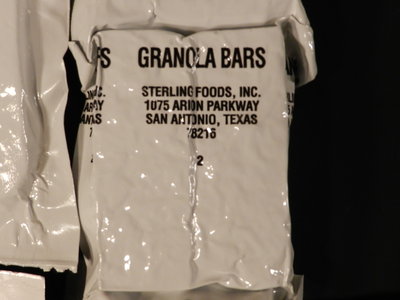 GRANOLA BARS
STERLING FOODS, INC.
1075 ARION PARKWAY
SAN ANTONIO, TEXAS
78216
2